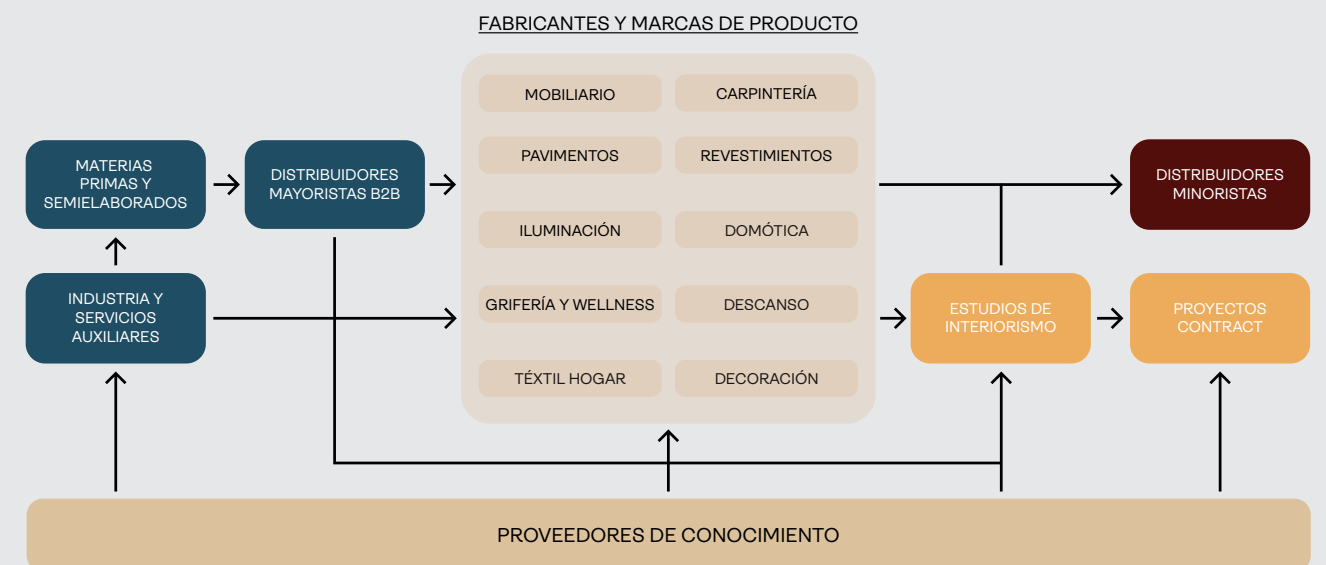 FABRICANTES Y MARCAS DE PRODUCTO
MATERIAS
PRIMAS Y
SEMIELABORADOS
DISTRIBUIDORES
MAYORISTAS B2B
INDUSTRIA Y
SERVICIOS
AUXILIARES
MOBILIARIO
CARPINTERÍA
PAVIMENTOS
REVESTIMIENTOS
ILUMINACIÓN
DOMÓTICA
GRIFERÍA Y WELLNESS
DESCANSO
TÉXTIL HOGAR
DECORACIÓN
DISTRIBUIDORES
MINORISTAS
ESTUDIOS DE
INTERIORISMO
PROYECTOS
CONTRACT
PROVEEDORES DE CONOCIMIENTO